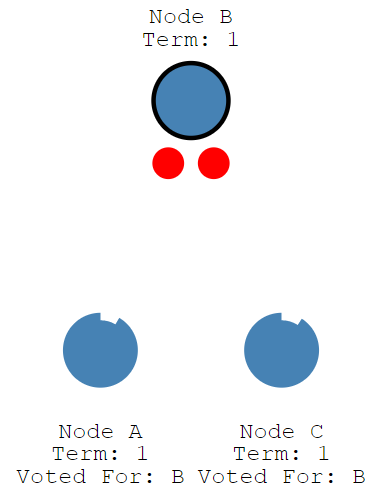 Node B
Term: 1
Node A
Term: 1
Voted For: B
Node C
Term: 1
Voted For: B